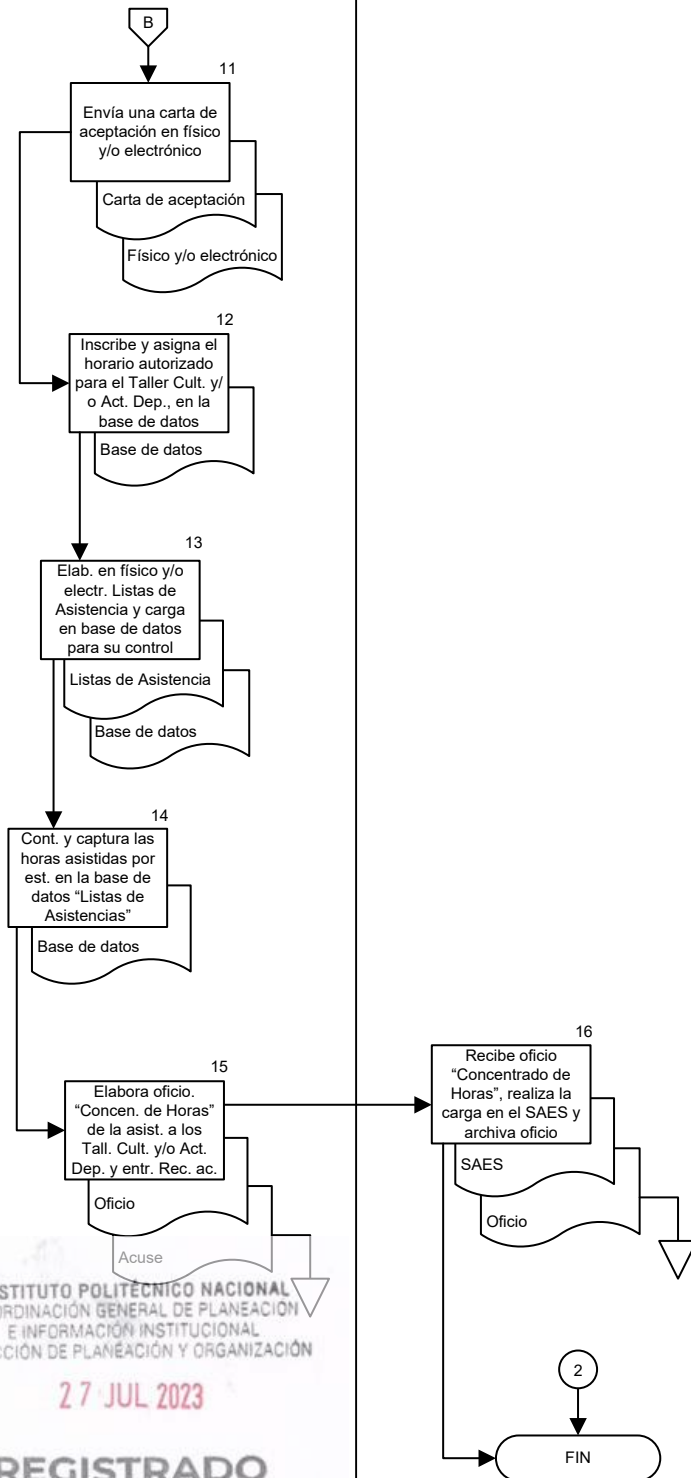 B
11
Envía una carta de
aceptación en físico
y/o electrónico
Carta de aceptación
Físico y/o electrónico
12
Inscribe y asigna el
horario autorizado
para el Taller Cult. y/
o Act. Dep., en la
base de datos
Base de datos
13
Elab. en físico y/o
electr. Listas de
Asistencia y carga
en base de datos
para su control
Listas de Asistencia
Base de datos
14
Cont. y captura las
horas asistidas por
est. en la base de
datos “Listas de
Asistencias”
Base de datos
15
Elabora oficio.
“Concen. de Horas”
de la asist. a los
Tall. Cult. y/o Act.
Dep. y entr. Rec. ac.
Oficio
Acuse
16
Recibe oficio
“Concentrado de
Horas”, realiza la
carga en el SAES y
archiva oficio
SAES
Oficio
2
FIN
STITUTO POLITÉCNICO NACIONAL
ORDINACIÓN GENERAL DE PLANEACIÓN
E INFORMACIÓN INSTITUCIONAL
CCIÓN DE PLANEACIÓN Y ORGANIZACIÓN
27 JUL 2023
REGISTRADO